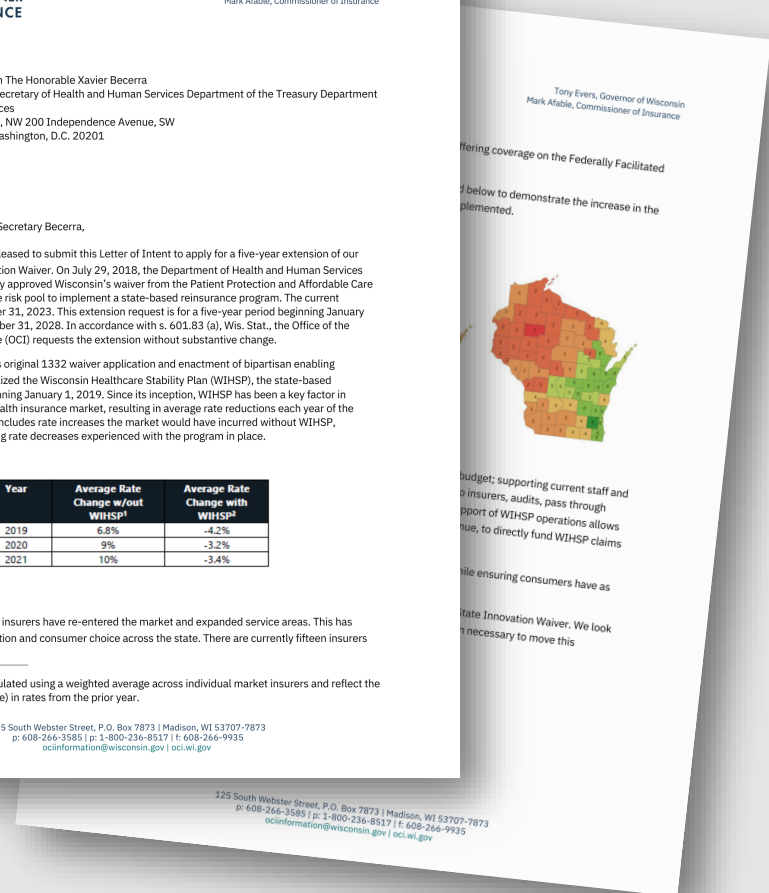 NCE
Mark Afable, Commissioner of Insurance
The Honorable Xavier Becerra
ecretary of Health and Human Services Department of the Treasury Department
ces
, NW 200 Independence Avenue, SW
ashington, D.C. 20201
Secretary Becerra,
leased to submit this Letter of Intent to apply for a five-year extension of our
tion Waiver. On July 29, 2018, the Department of Health and Human Services
y approved Wisconsin's waiver from the Patient Protection and Affordable Care
e risk pool to implement a state-based reinsurance program. The current
er 31, 2023. This extension request is for a five-year period beginning January
ber 31, 2028. In accordance with s. 601.83 (a), Wis. Stat., the Office of the
e (OCI) requests the extension without substantive change.
s original 1332 waiver application and enactment of bipartisan enabling
lized the Wisconsin Healthcare Stability Plan (WIHSP), the state-based
nning January 1, 2019. Since its inception, WIHSP has been a key factor in
alth insurance market, resulting in average rate reductions each year of the
ncludes rate increases the market would have incurred without WIHSP,
g rate decreases experienced with the program in place.
Year Average Rate Change w/out WIHSP¹ Average Rate Change with WIHSP²
2019 6.8% -4.2%
2020 9% -3.2%
2021 10% -3.4%
insurers have re-entered the market and expanded service areas. This has
tion and consumer choice across the state. There are currently fifteen insurers
ulated using a weighted average across individual market insurers and reflect the
e) in rates from the prior year.
5 South Webster Street, P.O. Box 7873 | Madison, WI 53707-7873
p: 608-266-3585 | p: 1-800-236-8517 | f: 608-266-9935
ociinformation@wisconsin.gov | oci.wi.gov
Tony Evers, Governor of Wisconsin
Mark Afable, Commissioner of Insurance
ffering coverage on the Federally Facilitated
d below to demonstrate the increase in the
plemented.
budget; supporting current staff and
o insurers, audits, pass through
pport of WIHSP operations allows
nue, to directly fund WIHSP claims
hile ensuring consumers have as
State Innovation Waiver. We look
n necessary to move this
125 South Webster Street, P.O. Box 7873 | Madison, WI 53707-7873
p: 608-266-3585 | p: 1-800-236-8517 | f: 608-266-9935
ociinformation@wisconsin.gov | oci.wi.gov